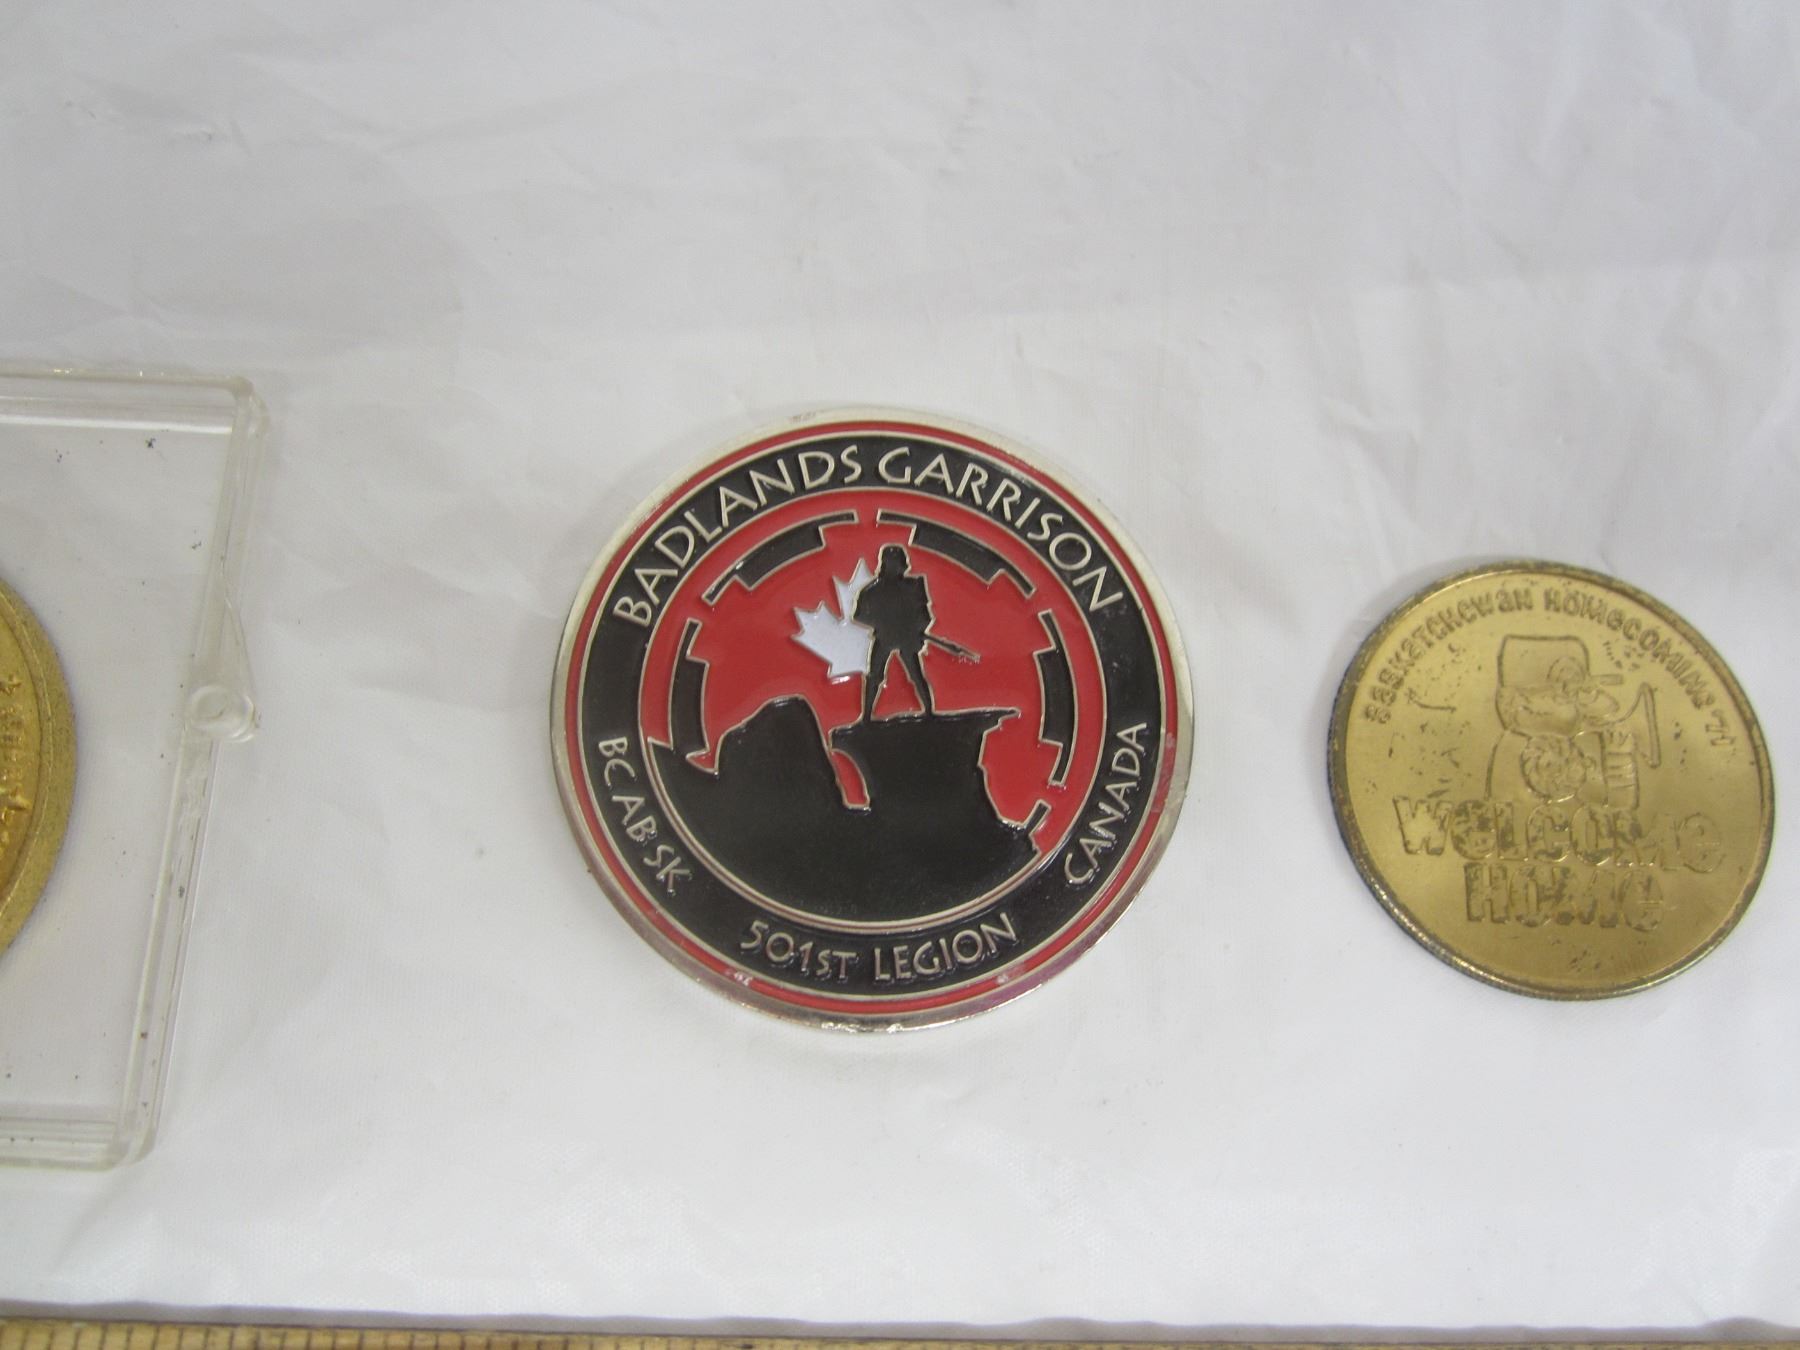 BADLANDS GARRISON
BC AB SK
501ST LEGION
CANADA
SASKATCHEWAN HOMECOMING '71
WELCOME
HOME